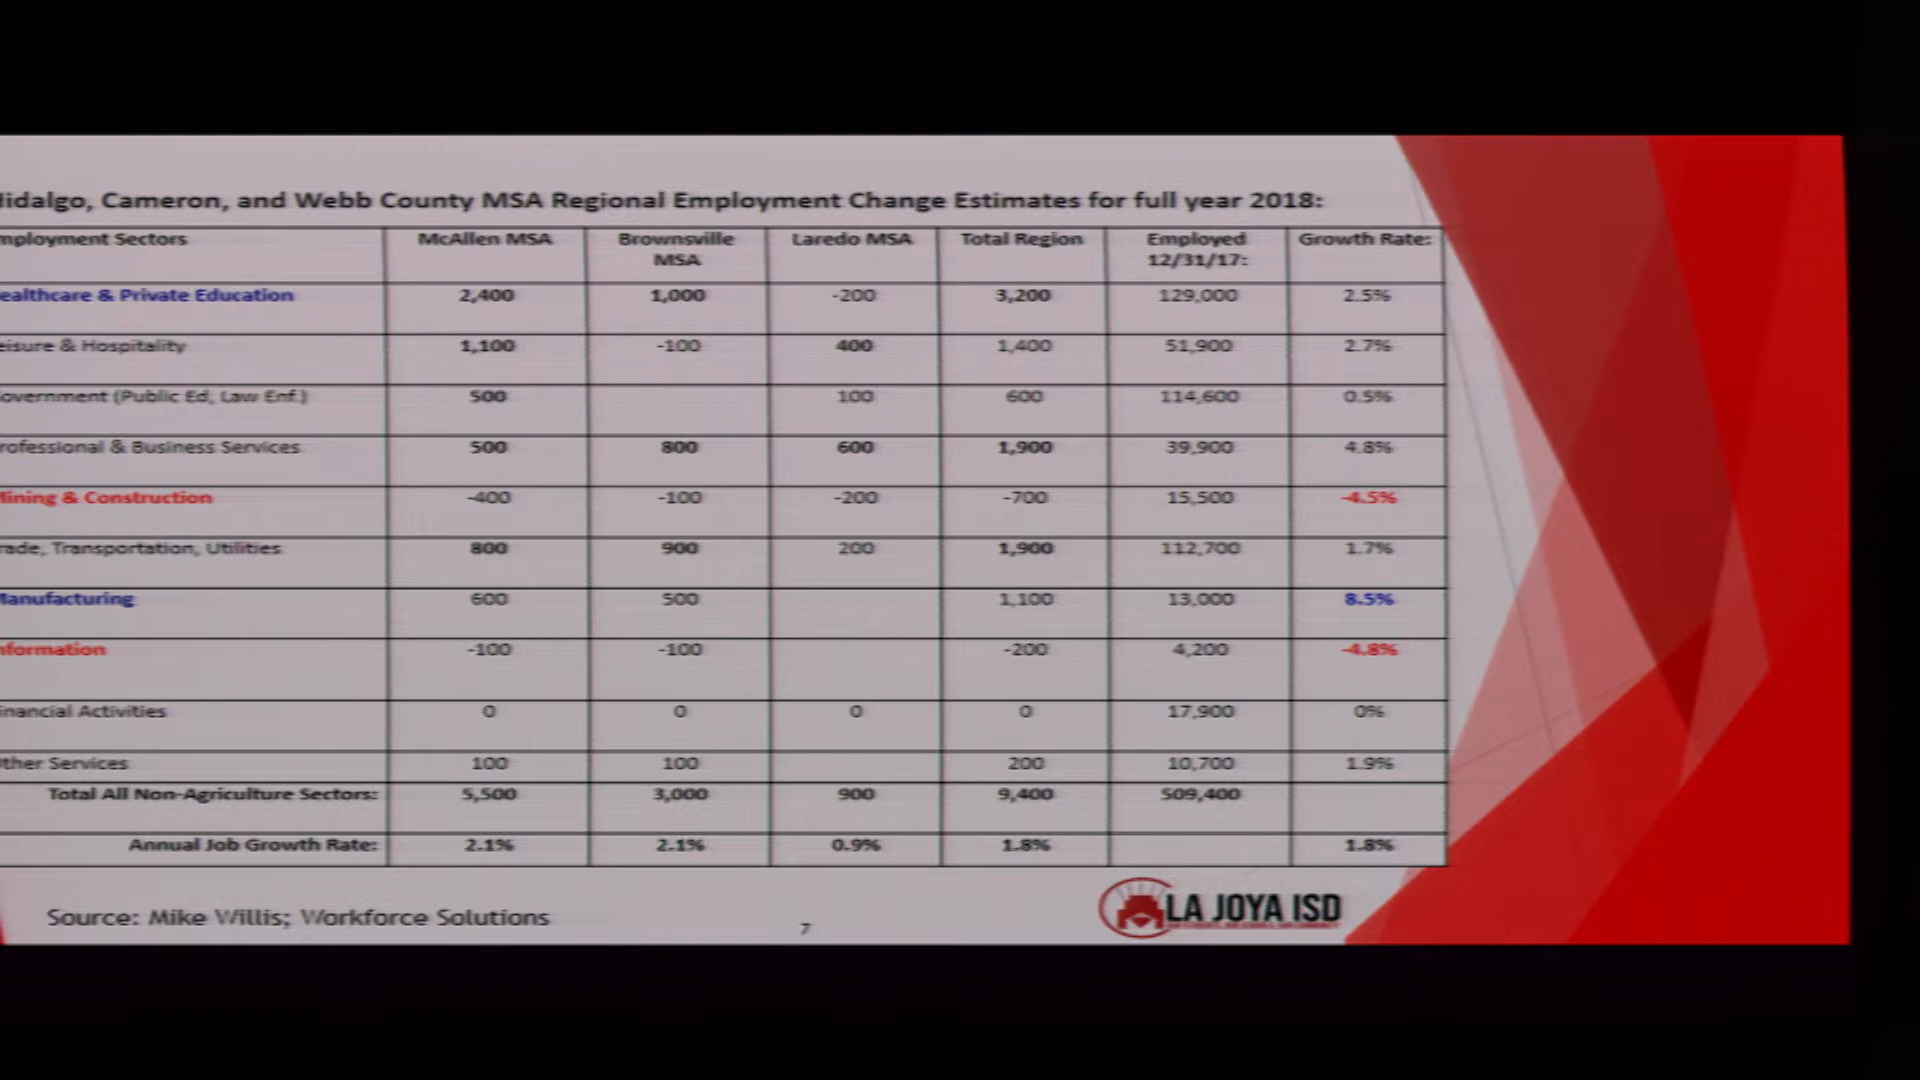 idalgo, Cameron, and Webb County MSA Regional Employment Change Estimates for full year 2018:
mployment Sectors McAllen MSA Brownsville MSA Laredo MSA Total Region Employed 12/31/17: Growth Rate:
ealthcare & Private Education 2,400 1,000 -200 3,200 129,000 2.5%
eisure & Hospitality 1,100 -100 400 1,400 51,900 2.7%
overnment (Public Ed, Law Enf.) 500 100 600 114,600 0.5%
rofessional & Business Services 500 800 600 1,900 39,900 4.8%
Mining & Construction -400 -100 -200 -700 15,500 -4.5%
rade, Transportation, Utilities 800 900 200 1,900 112,700 1.7%
Manufacturing 600 500 1,100 13,000 8.5%
nformation -100 -100 -200 4,200 -4.8%
inancial Activities 0 0 0 0 17,900 0%
ther Services 100 100 200 10,700 1.9%
Total All Non-Agriculture Sectors: 5,500 3,000 900 9,400 509,400
Annual Job Growth Rate: 2.1% 2.1% 0.9% 1.8% 1.8%
Source: Mike Willis; Workforce Solutions
7
LA JOYA ISD